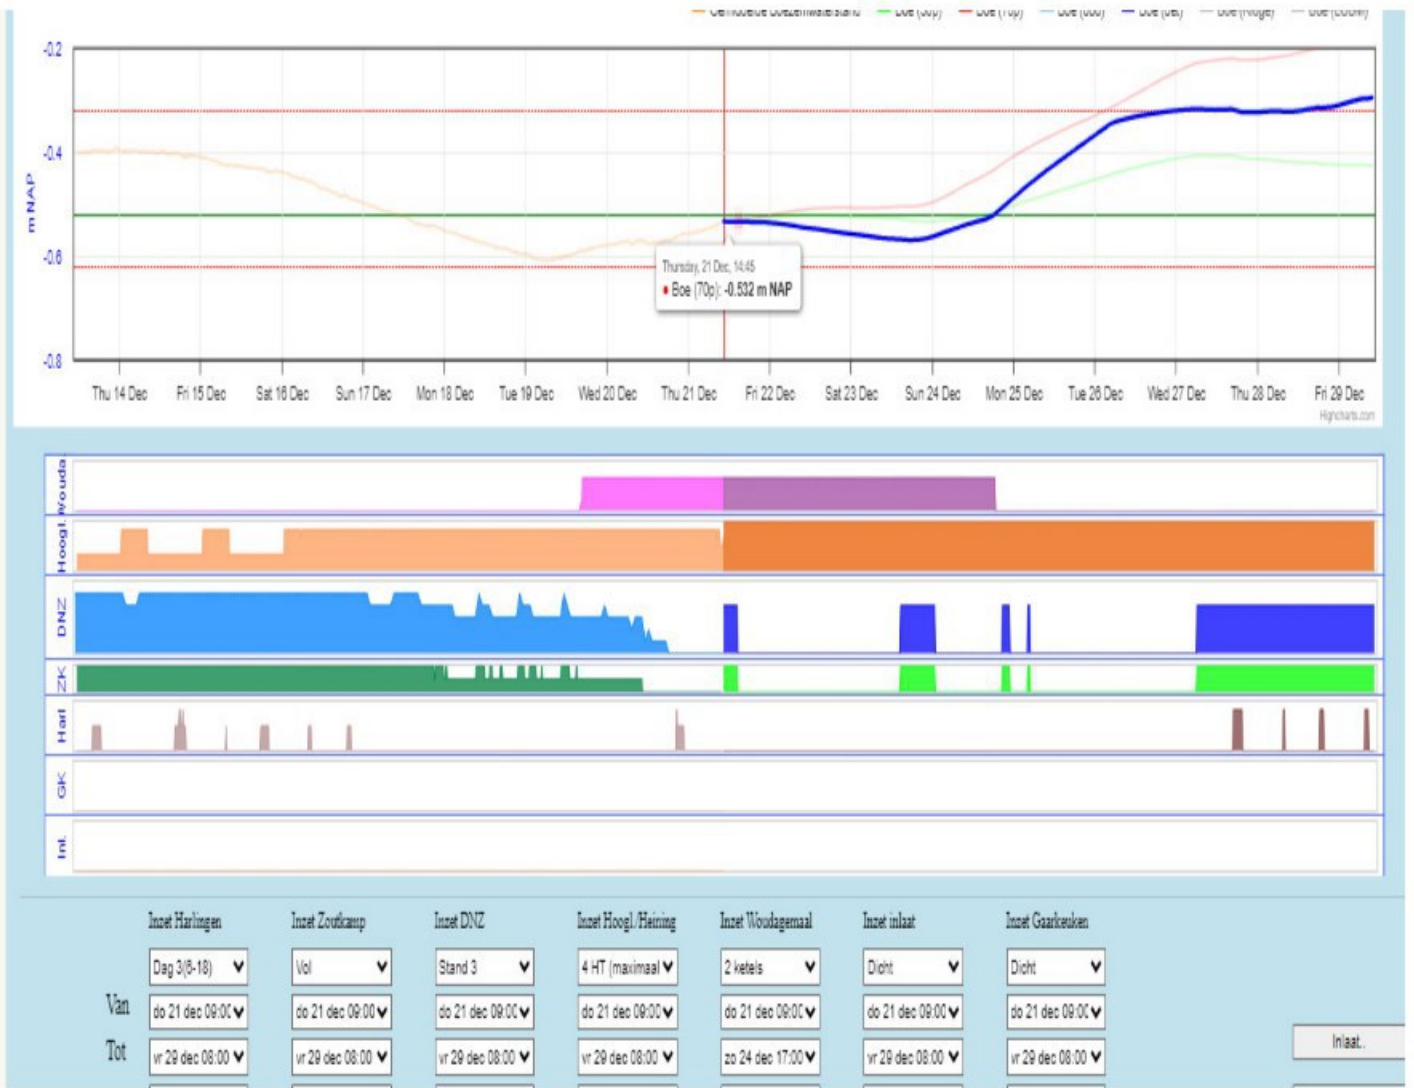 Gemiddelde Boezemwaterstand Boe (50p) Boe (70p) Boe (det)
-0.2
-0.4
m NAP
-0.6
-0.8
Thursday, 21 Dec, 14:45
Boe (70p): -0.532 m NAP
Thu 14 Dec Fri 15 Dec Sat 16 Dec Sun 17 Dec Mon 18 Dec Tue 19 Dec Wed 20 Dec Thu 21 Dec Fri 22 Dec Sat 23 Dec Sun 24 Dec Mon 25 Dec Tue 26 Dec Wed 27 Dec Thu 28 Dec Fri 29 Dec
Highcharts.com
Wouda
Hoogl.
DNZ
ZK
Harl
GK
Inl.
Inzet Harlingen Inzet Zoutkamp Inzet DNZ Inzet Hoogl./Heining Inzet Woudagemaal Inzet inlaat Inzet Gaarkeuken
Dag 3(6-18) Vol Stand 3 4 HT (maximaal 2 ketels Dicht Dicht
Van do 21 dec 09:00 do 21 dec 09:00 do 21 dec 09:00 do 21 dec 09:00 do 21 dec 09:00 do 21 dec 09:00 do 21 dec 09:00
Tot vr 29 dec 08:00 vr 29 dec 08:00 vr 29 dec 08:00 vr 29 dec 08:00 zo 24 dec 17:00 vr 29 dec 08:00 vr 29 dec 08:00
Inlaat..